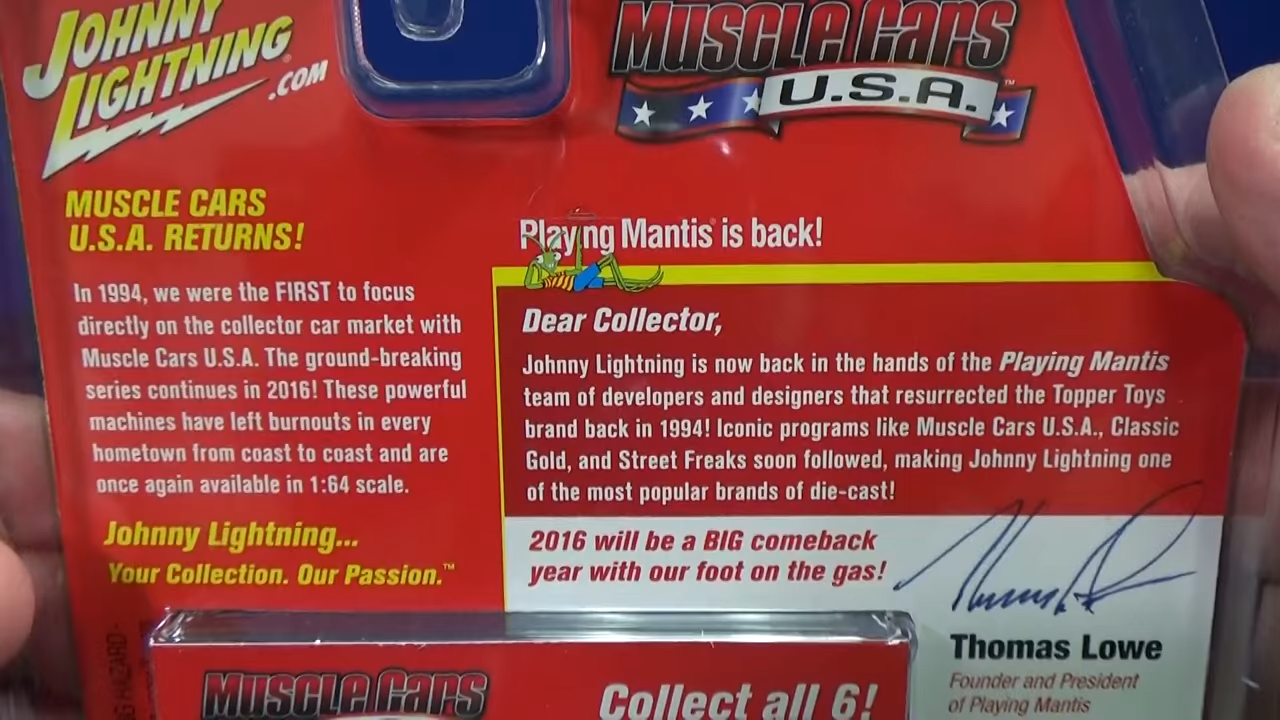 JOHNNY
LIGHTNING
.COM
MUSCLE CARS
U.S.A.™
MUSCLE CARS
U.S.A. RETURNS!
In 1994, we were the FIRST to focus
directly on the collector car market with
Muscle Cars U.S.A. The ground-breaking
series continues in 2016! These powerful
machines have left burnouts in every
hometown from coast to coast and are
once again available in 1:64 scale.
Johnny Lightning...
Your Collection. Our Passion.™
Playing Mantis is back!
Dear Collector,
Johnny Lightning is now back in the hands of the Playing Mantis
team of developers and designers that resurrected the Topper Toys
brand back in 1994! Iconic programs like Muscle Cars U.S.A., Classic
Gold, and Street Freaks soon followed, making Johnny Lightning one
of the most popular brands of die-cast!
2016 will be a BIG comeback
year with our foot on the gas!
Thomas Lowe
Founder and President
of Playing Mantis
MUSCLE CARS
Collect all 6!
HAZARD-